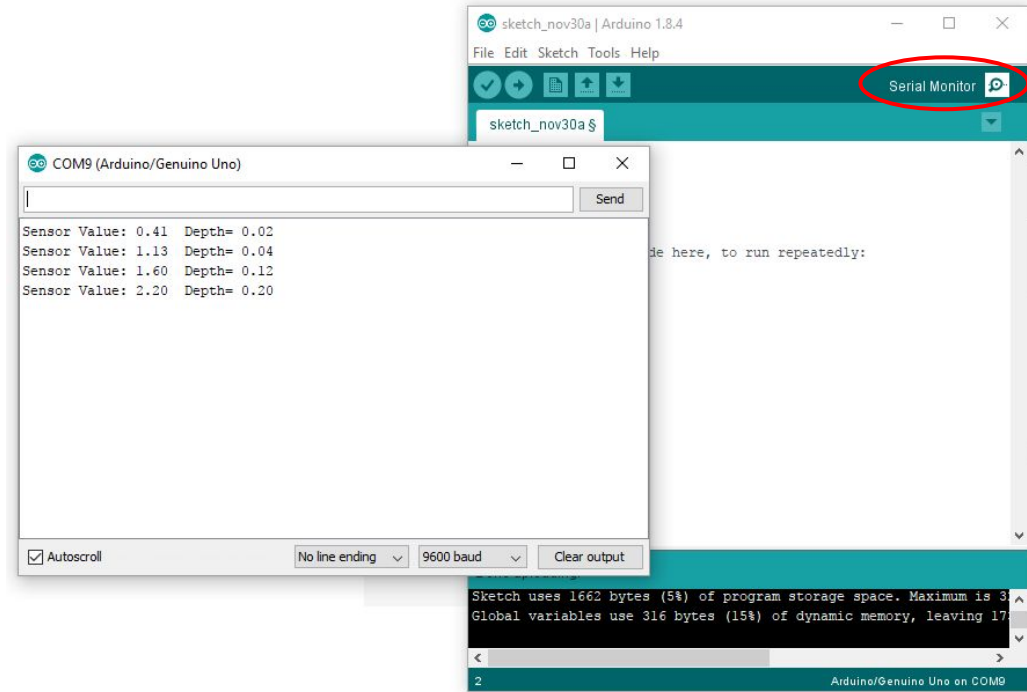 sketch_nov30a | Arduino 1.8.4
File Edit Sketch Tools Help
Serial Monitor
sketch_nov30a §
COM9 (Arduino/Genuino Uno)
Send
Sensor Value: 0.41 Depth= 0.02
Sensor Value: 1.13 Depth= 0.04
Sensor Value: 1.60 Depth= 0.12
Sensor Value: 2.20 Depth= 0.20
de here, to run repeatedly:
Autoscroll
No line ending
9600 baud
Clear output
Sketch uses 1662 bytes (5%) of program storage space. Maximum is 3
Global variables use 316 bytes (15%) of dynamic memory, leaving 17
2
Arduino/Genuino Uno on COM9